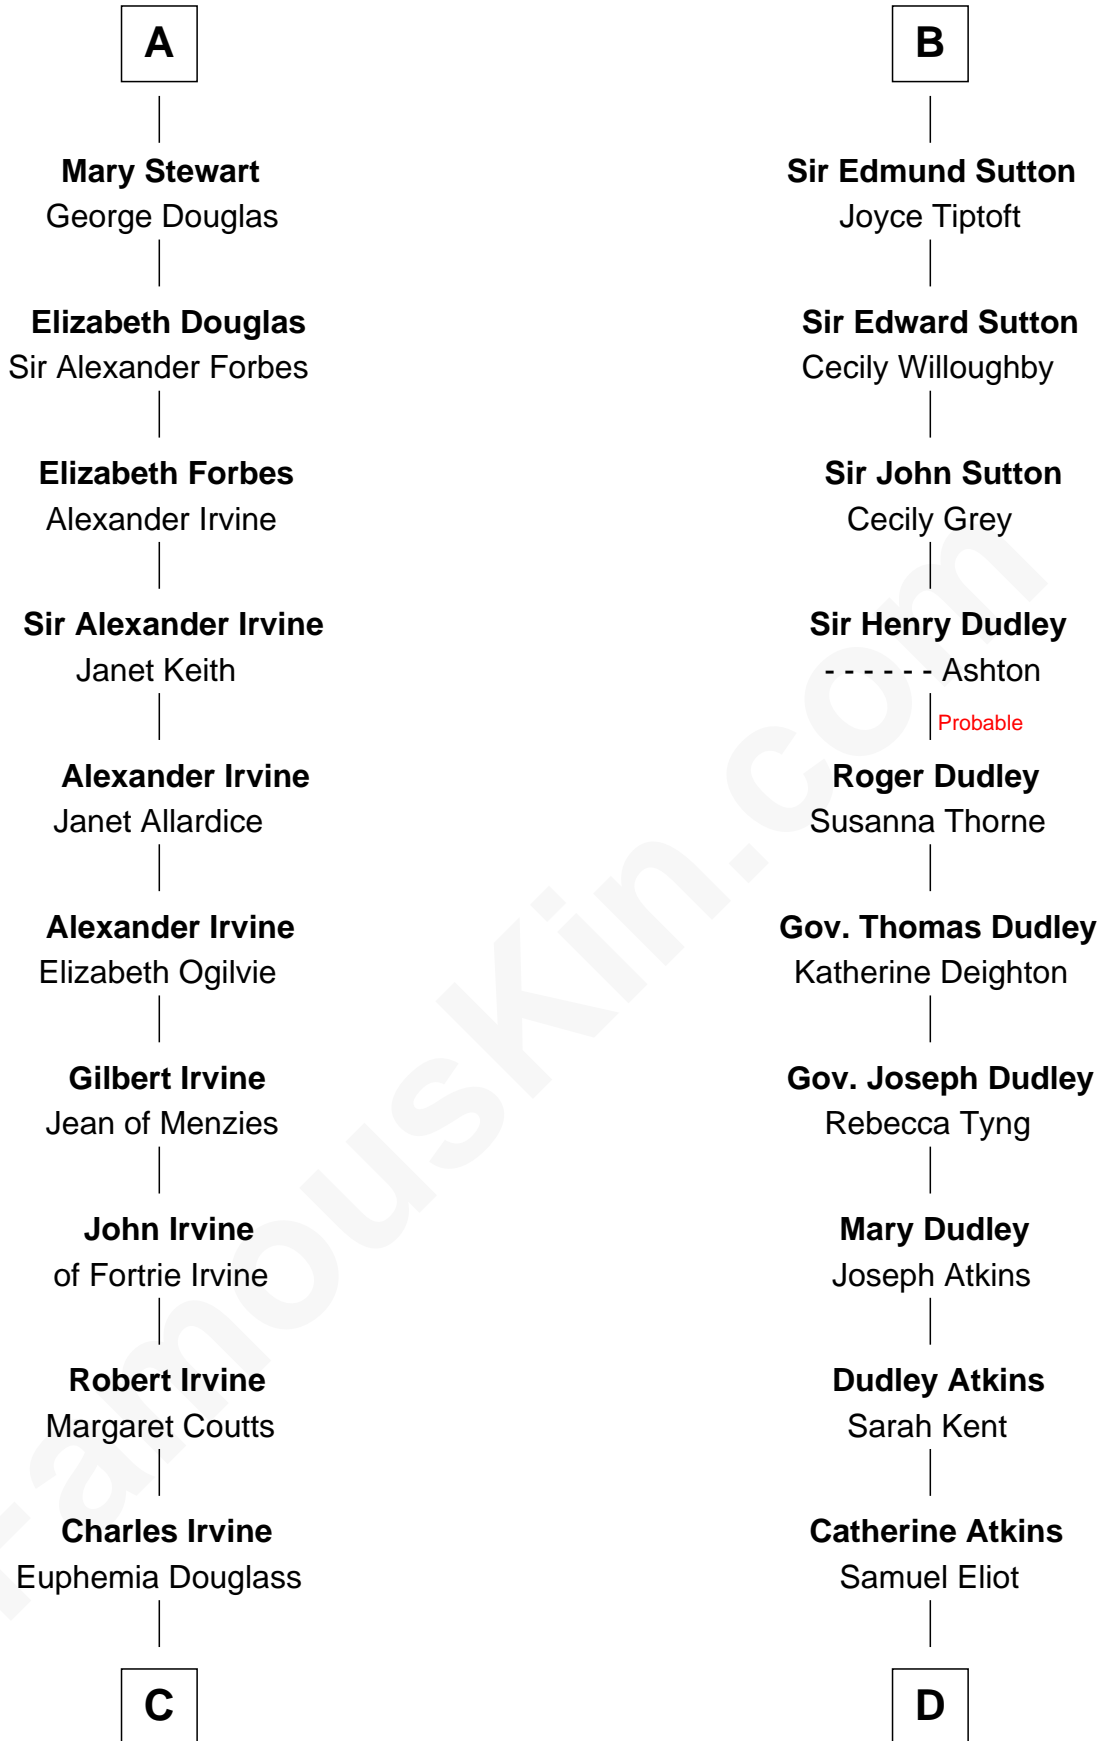 A
Mary Stewart
George Douglas
Elizabeth Douglas
Sir Alexander Forbes
Elizabeth Forbes
Alexander Irvine
Sir Alexander Irvine
Janet Keith
Alexander Irvine
Janet Allardice
Alexander Irvine
Elizabeth Ogilvie
Gilbert Irvine
Jean of Menzies
John Irvine
of Fortrie Irvine
Robert Irvine
Margaret Coutts
Charles Irvine
Euphemia Douglass
C
B
Sir Edmund Sutton
Joyce Tiptoft
Sir Edward Sutton
Cecily Willoughby
Sir John Sutton
Cecily Grey
Sir Henry Dudley
- - - - - - Ashton
Probable
Roger Dudley
Susanna Thorne
Gov. Thomas Dudley
Katherine Deighton
Gov. Joseph Dudley
Rebecca Tyng
Mary Dudley
Joseph Atkins
Dudley Atkins
Sarah Kent
Catherine Atkins
Samuel Eliot
D
FamousKin.com